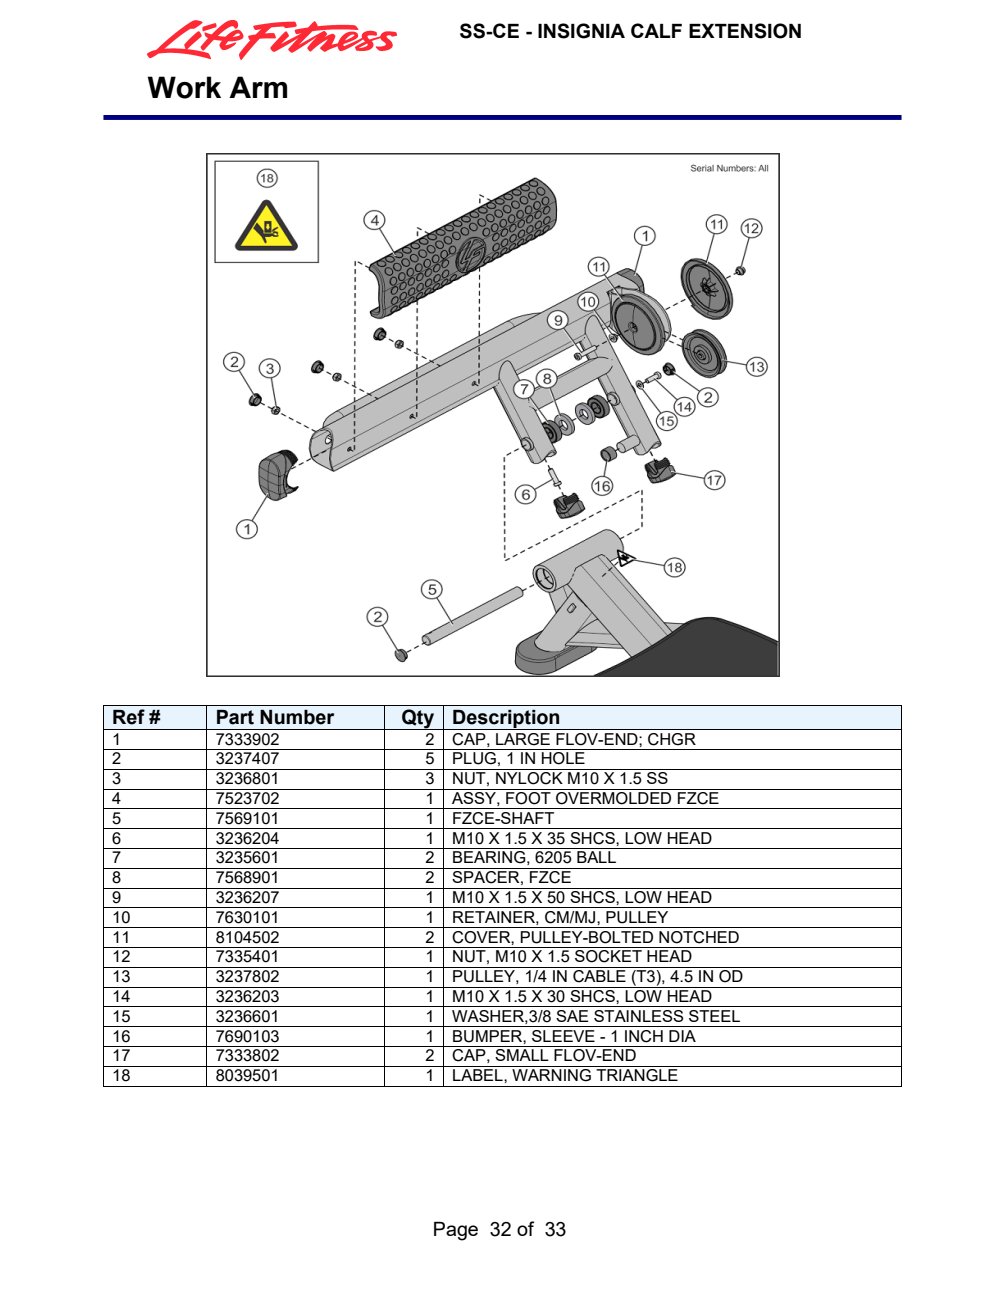 Life Fitness
SS-CE - INSIGNIA CALF EXTENSION
Work Arm
Serial Numbers: All
18
4
11
12
1
11
10
9
13
2
3
8
7
2
14
15
17
16
6
1
18
5
2
Ref # Part Number Qty Description
1 7333902 2 CAP, LARGE FLOV-END; CHGR
2 3237407 5 PLUG, 1 IN HOLE
3 3236801 3 NUT, NYLOCK M10 X 1.5 SS
4 7523702 1 ASSY, FOOT OVERMOLDED FZCE
5 7569101 1 FZCE-SHAFT
6 3236204 1 M10 X 1.5 X 35 SHCS, LOW HEAD
7 3235601 2 BEARING, 6205 BALL
8 7568901 2 SPACER, FZCE
9 3236207 1 M10 X 1.5 X 50 SHCS, LOW HEAD
10 7630101 1 RETAINER, CM/MJ, PULLEY
11 8104502 2 COVER, PULLEY-BOLTED NOTCHED
12 7335401 1 NUT, M10 X 1.5 SOCKET HEAD
13 3237802 1 PULLEY, 1/4 IN CABLE (T3), 4.5 IN OD
14 3236203 1 M10 X 1.5 X 30 SHCS, LOW HEAD
15 3236601 1 WASHER,3/8 SAE STAINLESS STEEL
16 7690103 1 BUMPER, SLEEVE - 1 INCH DIA
17 7333802 2 CAP, SMALL FLOV-END
18 8039501 1 LABEL, WARNING TRIANGLE
Page 32 of 33